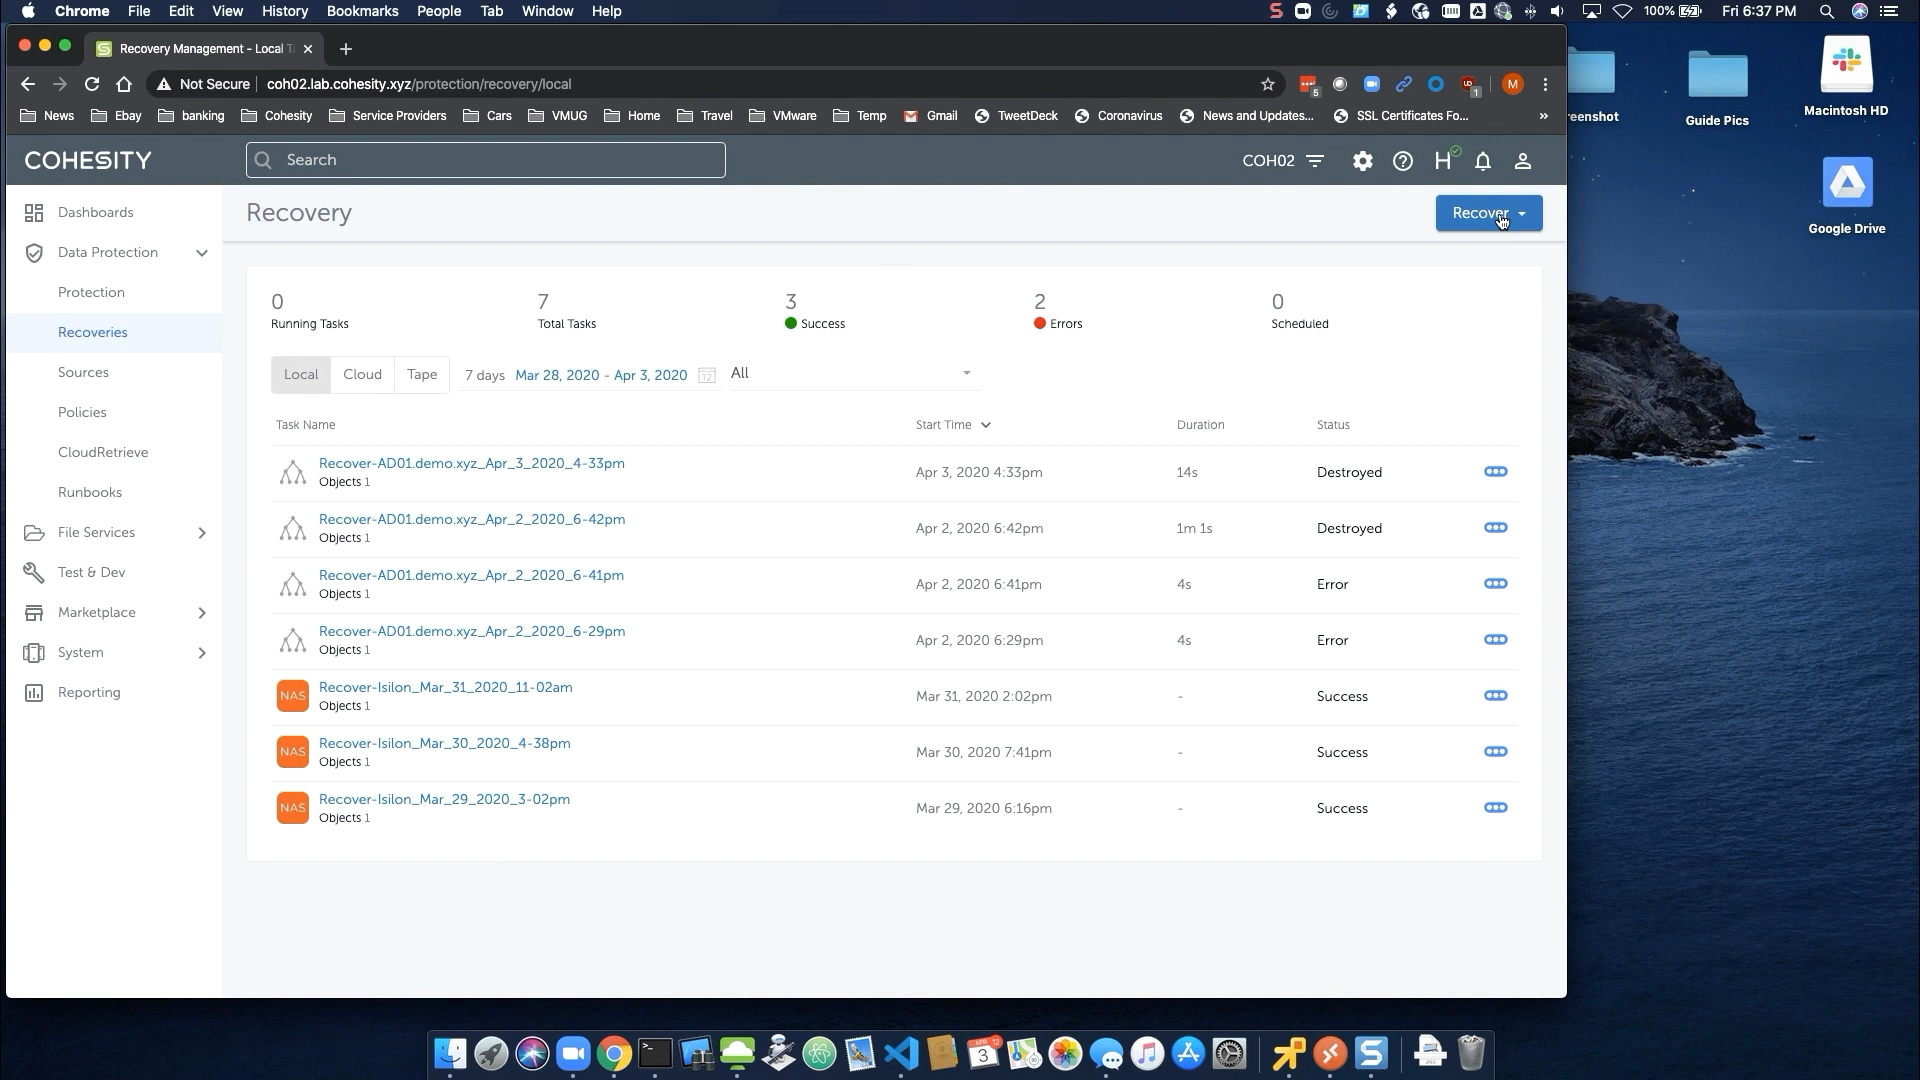 Chrome File Edit View History Bookmarks People Tab Window Help
100% Fri 6:37 PM
Recovery Management - Local T
Not Secure coh02.lab.cohesity.xyz/protection/recovery/local
5 1 M
News Ebay banking Cohesity Service Providers Cars VMUG Home Travel VMware Temp Gmail TweetDeck Coronavirus News and Updates... SSL Certificates Fo... »
reenshot
Guide Pics
Macintosh HD
Google Drive
COHESITY Search COH02 H
Dashboards
Data Protection
Protection
Recoveries
Sources
Policies
CloudRetrieve
Runbooks
File Services
Test & Dev
Marketplace
System
Reporting
Recovery Recover
0 7 3 2 0
Running Tasks Total Tasks Success Errors Scheduled
Local Cloud Tape 7 days Mar 28, 2020 - Apr 3, 2020 12 All
Task Name Start Time Duration Status
Recover-AD01.demo.xyz_Apr_3_2020_4-33pm Apr 3, 2020 4:33pm 14s Destroyed
Objects 1
Recover-AD01.demo.xyz_Apr_2_2020_6-42pm Apr 2, 2020 6:42pm 1m 1s Destroyed
Objects 1
Recover-AD01.demo.xyz_Apr_2_2020_6-41pm Apr 2, 2020 6:41pm 4s Error
Objects 1
Recover-AD01.demo.xyz_Apr_2_2020_6-29pm Apr 2, 2020 6:29pm 4s Error
Objects 1
NAS Recover-Isilon_Mar_31_2020_11-02am Mar 31, 2020 2:02pm - Success
Objects 1
NAS Recover-Isilon_Mar_30_2020_4-38pm Mar 30, 2020 7:41pm - Success
Objects 1
NAS Recover-Isilon_Mar_29_2020_3-02pm Mar 29, 2020 6:16pm - Success
Objects 1
APR
3